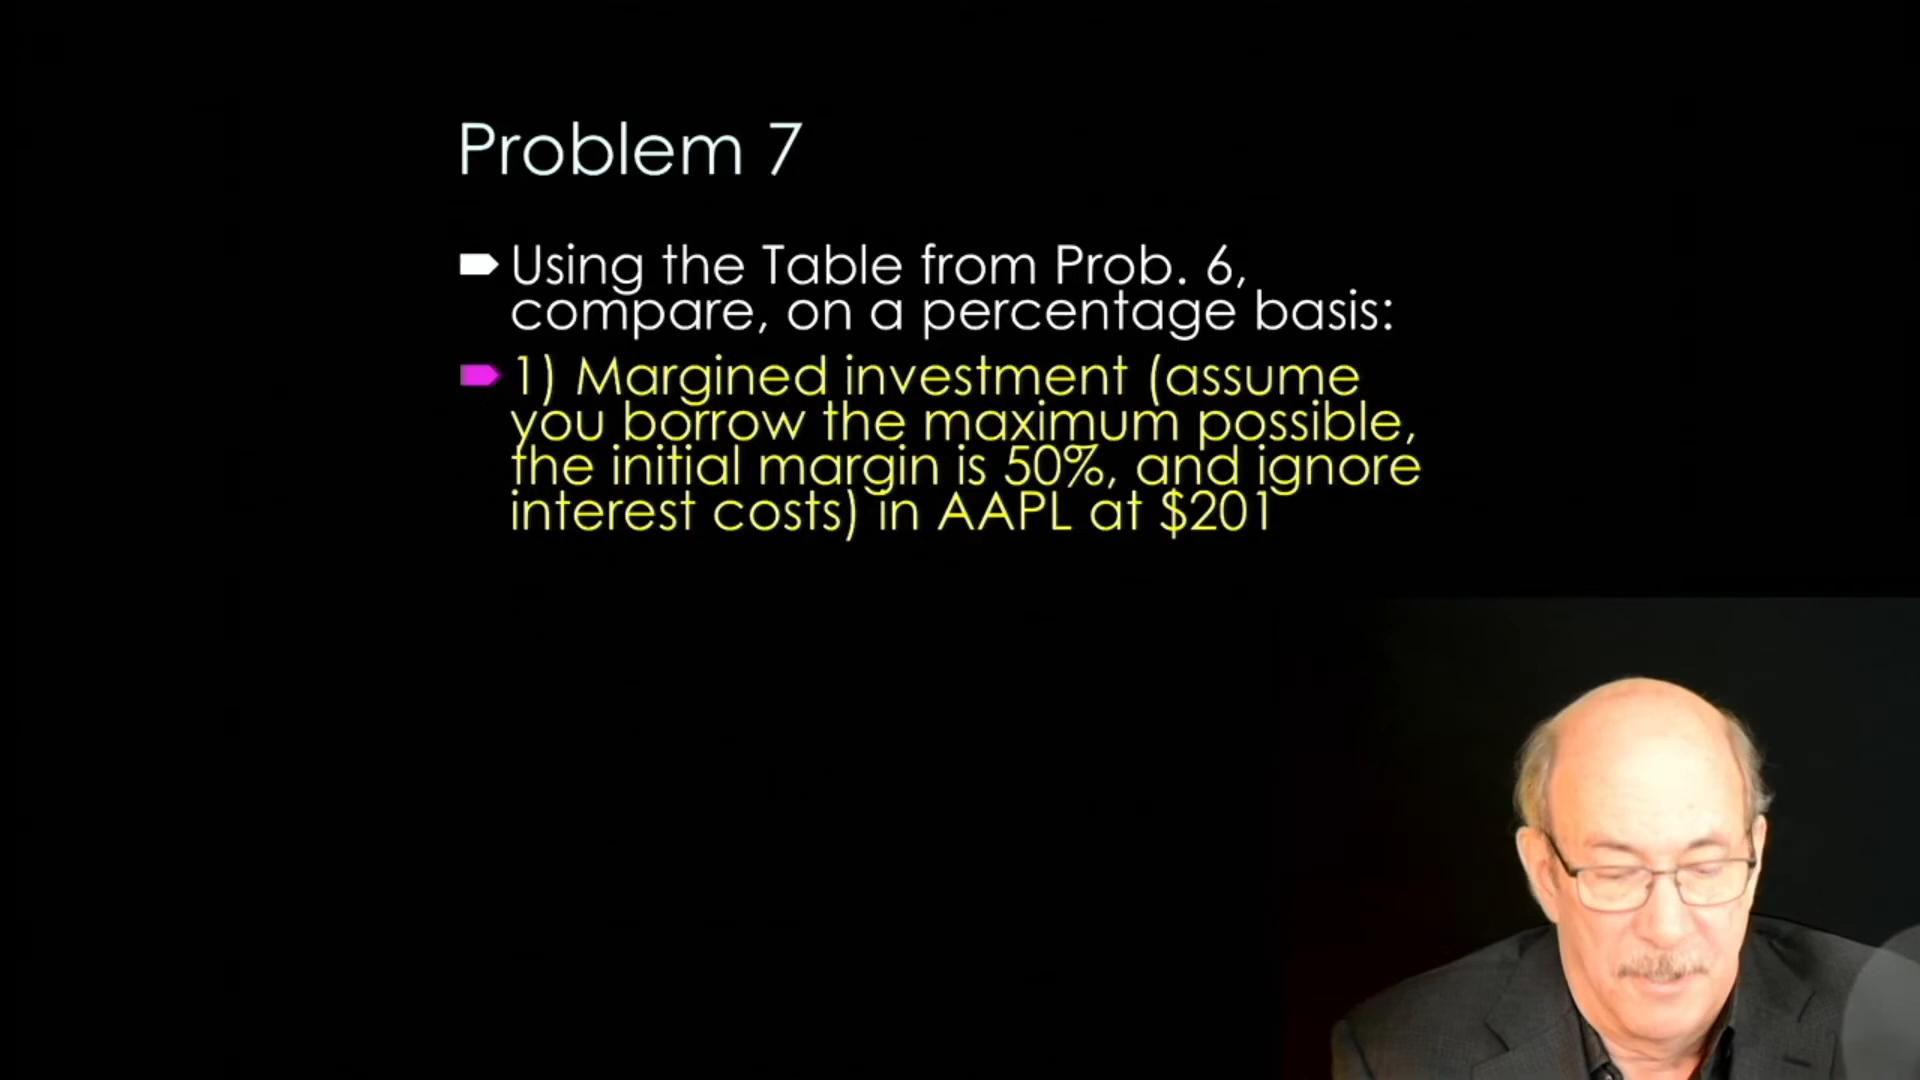 Problem 7
Using the Table from Prob. 6,
compare, on a percentage basis:
1) Margined investment (assume
you borrow the maximum possible,
the initial margin is 50%, and ignore
interest costs) in AAPL at $201